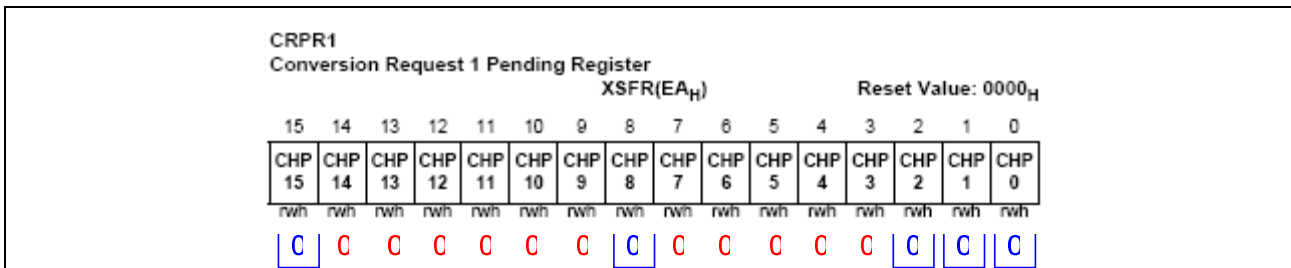 CRPR1
Conversion Request 1 Pending Register
XSFR(EAH) Reset Value: 0000H
15 14 13 12 11 10 9 8 7 6 5 4 3 2 1 0
CHP CHP CHP CHP CHP CHP CHP CHP CHP CHP CHP CHP CHP CHP CHP CHP
15 14 13 12 11 10 9 8 7 6 5 4 3 2 1 0
rwh rwh rwh rwh rwh rwh rwh rwh rwh rwh rwh rwh rwh rwh rwh rwh
0 0 0 0 0 0 0 0 0 0 0 0 0 0 0 0